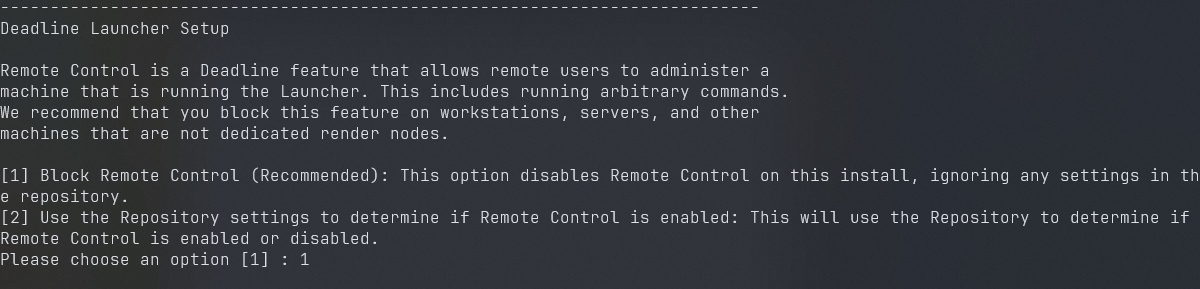 ----------------------------------------------------------------------------
Deadline Launcher Setup
Remote Control is a Deadline feature that allows remote users to administer a
machine that is running the Launcher. This includes running arbitrary commands.
We recommend that you block this feature on workstations, servers, and other
machines that are not dedicated render nodes.
[1] Block Remote Control (Recommended): This option disables Remote Control on this install, ignoring any settings in th
e repository.
[2] Use the Repository settings to determine if Remote Control is enabled: This will use the Repository to determine if
Remote Control is enabled or disabled.
Please choose an option [1] : 1